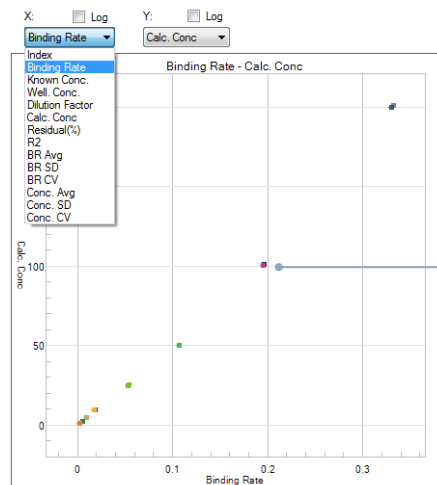 X: Log Y: Log
Binding Rate Calc. Conc
Binding Rate - Calc. Conc
Index
Binding Rate
Known Conc.
Well. Conc.
Dilution Factor
Calc. Conc
Residual(%)
R2
BR Avg
BR SD
BR CV
Conc. Avg
Conc. SD
Conc. CV
Calc. Conc
100
50
0
0 0.1 0.2 0.3
Binding Rate